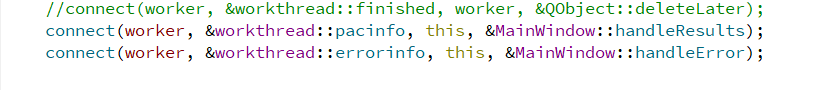 //connect(worker, &workthread::finished, worker, &QObject::deleteLater);
connect(worker, &workthread::pacinfo, this, &MainWindow::handleResults);
connect(worker, &workthread::errorinfo, this, &MainWindow::handleError);